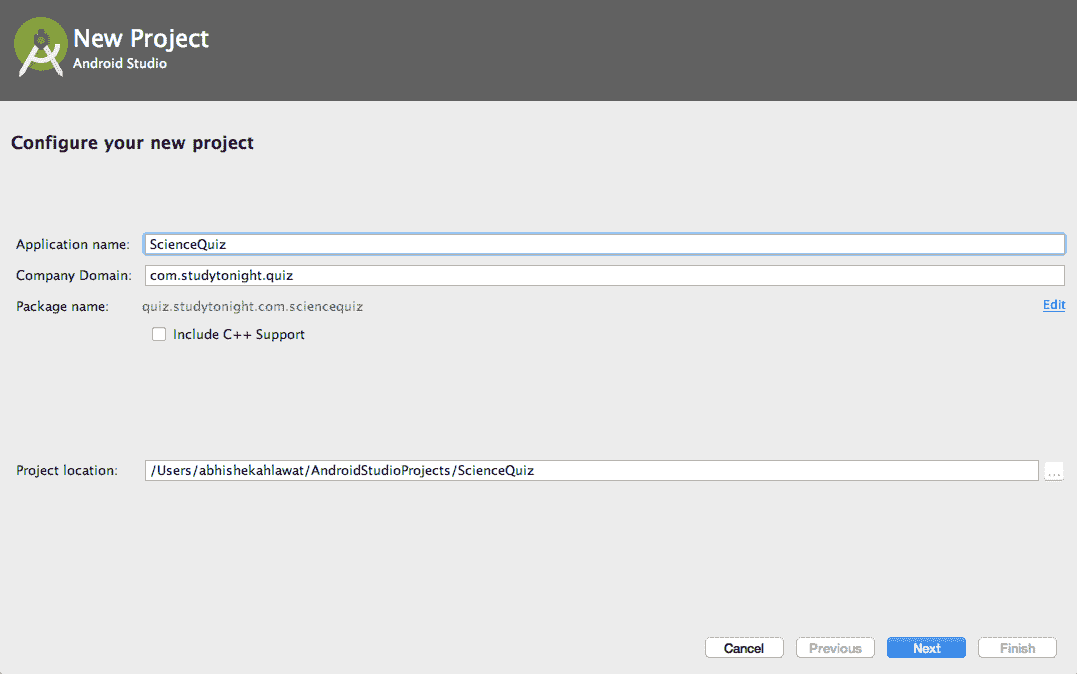 New Project
Android Studio
Configure your new project
Application name: ScienceQuiz
Company Domain: com.studytonight.quiz
Package name: quiz.studytonight.com.sciencequiz Edit
Include C++ Support
Project location: /Users/abhishekahlawat/AndroidStudioProjects/ScienceQuiz ...
Cancel Previous Next Finish